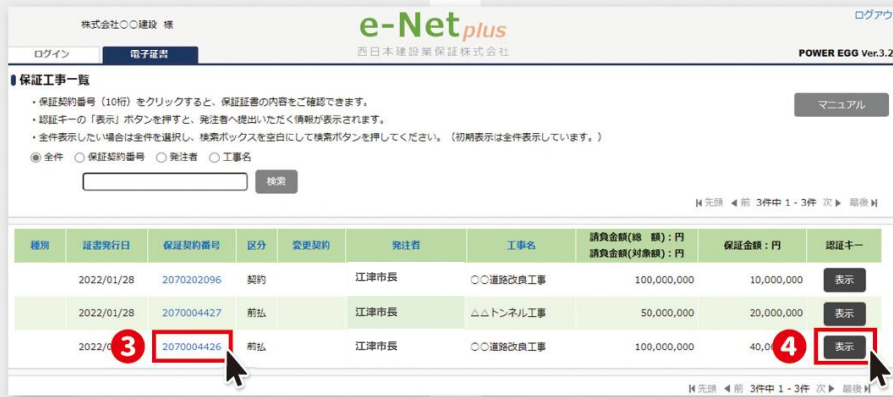 株式会社〇〇建設 様
e-Net plus
西日本建設業保証株式会社
ログアウ
ログイン
電子証書
POWER EGG Ver.3.2
保証工事一覧
・保証契約番号（10桁）をクリックすると、保証証書の内容をご確認できます。
・認証キーの「表示」ボタンを押すと、発注者へ提出いただく情報が表示されます。
・全件表示したい場合は全件を選択し、検索ボックスを空白にして検索ボタンを押してください。（初期表示は全件表示しています。）
マニュアル
全件 保証契約番号 発注者 工事名
検索
先頭 前 3件中 1 - 3件 次 最後
種別 証書発行日 保証契約番号 区分 変更契約 発注者 工事名 請負金額(総 額)：円 保証金額：円 認証キー
請負金額(対象額)：円
2022/01/28 2070202096 契約 江津市長 〇〇道路改良工事 100,000,000 10,000,000 表示
2022/01/28 2070004427 前払 江津市長 △△トンネル工事 50,000,000 20,000,000 表示
2022/0 3 2070004426 前払 江津市長 〇〇道路改良工事 100,000,000 40,0 4 表示
先頭 前 3件中 1 - 3件 次 最後